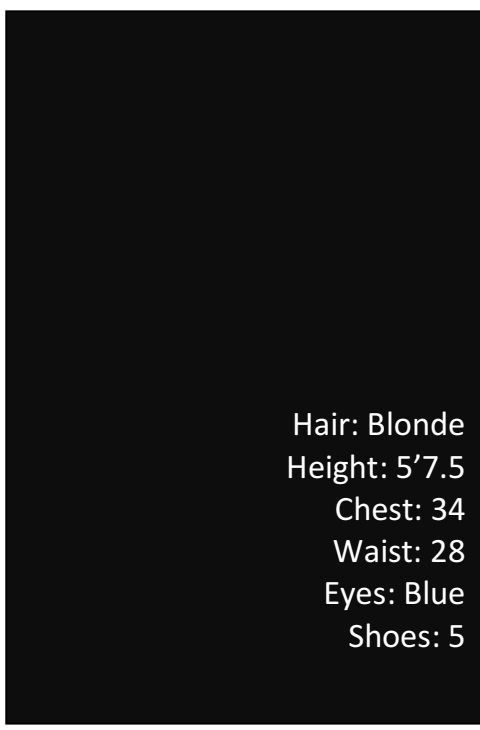 Hair: Blonde
Height: 5’7.5
Chest: 34
Waist: 28
Eyes: Blue
Shoes: 5